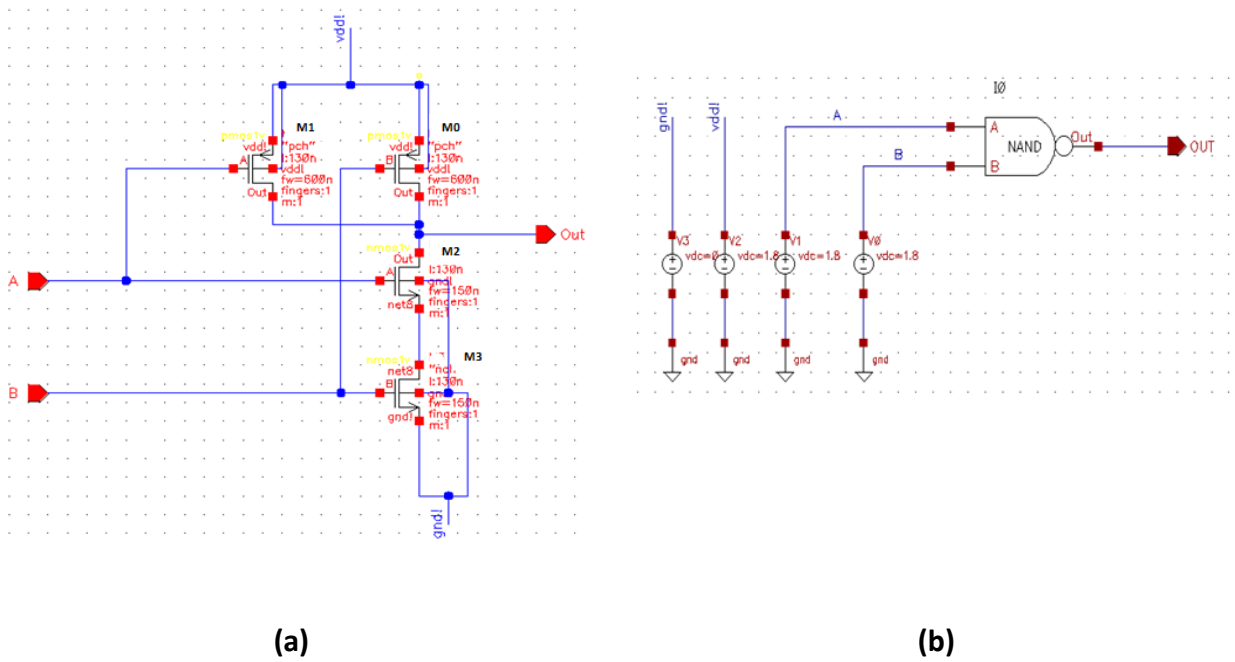 vdd!
M1
M0
pmos1v
"pch"
vdd!
l:130n
A
vdd!
fw=600n
Out
fingers:1
m:1
pmos1v
"pch"
vdd!
l:130n
B
vdd!
fw=600n
Out
fingers:1
m:1
Out
nmos1v
M2
Out
l:130n
A
gnd!
fw=150n
net8
fingers:1
m:1
A
nmos1v
M3
net8
l:130n
B
fw=150n
gnd!
fingers:1
m:1
B
gnd!
(a)
I0
gnd!
vdd!
A
A
Out
NAND
OUT
B
B
V3
vdc=0
V2
vdc=1.8
V1
vdc=1.8
V0
vdc=1.8
gnd
gnd
gnd
gnd
(b)